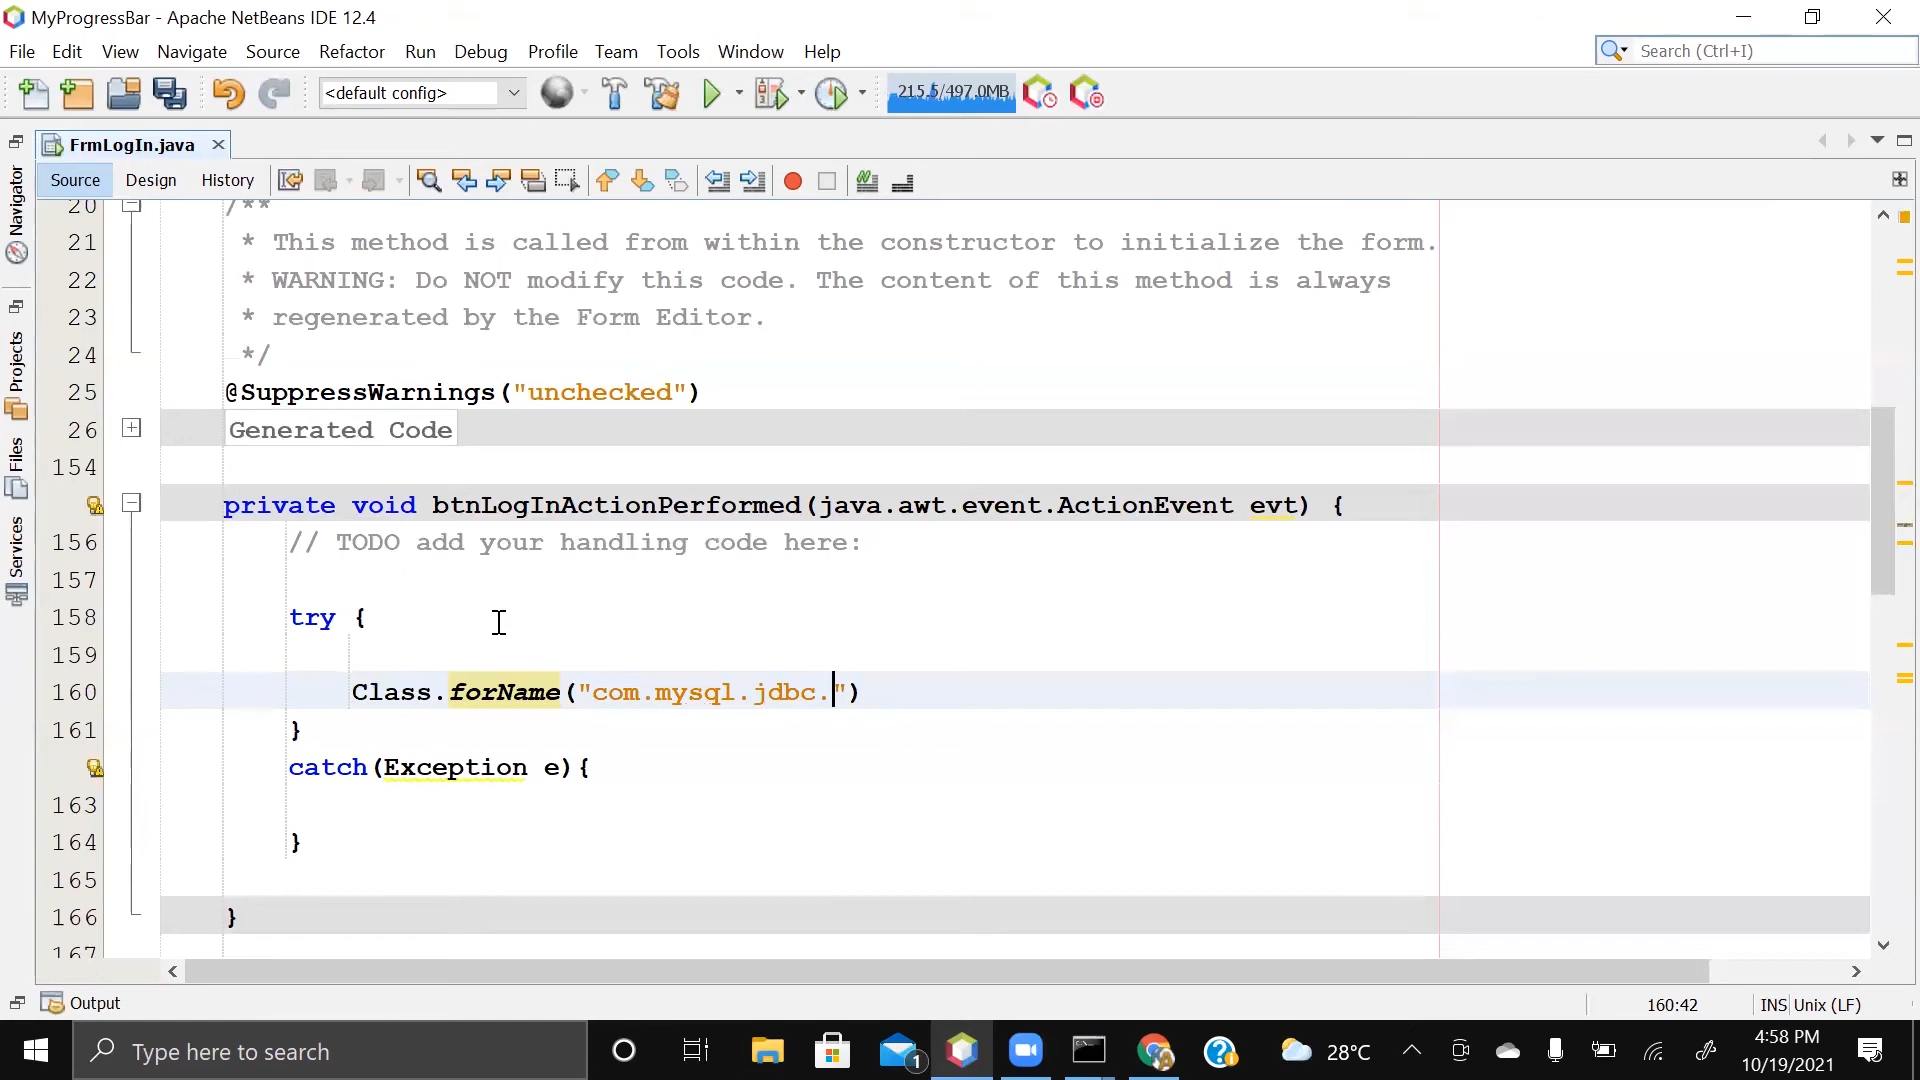 MyProgressBar - Apache NetBeans IDE 12.4
File Edit View Navigate Source Refactor Run Debug Profile Team Tools Window Help
Search (Ctrl+I)
<default config>
215.5/497.0MB
FrmLogIn.java
Source Design History
Navigator
Projects
Files
Services
20 /**
21 * This method is called from within the constructor to initialize the form.
22 * WARNING: Do NOT modify this code. The content of this method is always
23 * regenerated by the Form Editor.
24 */
25 @SuppressWarnings("unchecked")
26 Generated Code
154
private void btnLogInActionPerformed(java.awt.event.ActionEvent evt) {
156 // TODO add your handling code here:
157
158 try {
159
160 Class.forName("com.mysql.jdbc.")
161 }
catch(Exception e){
163
164 }
165
166 }
167
Output
160:42 INS Unix (LF)
Type here to search
1
28°C
4:58 PM
10/19/2021